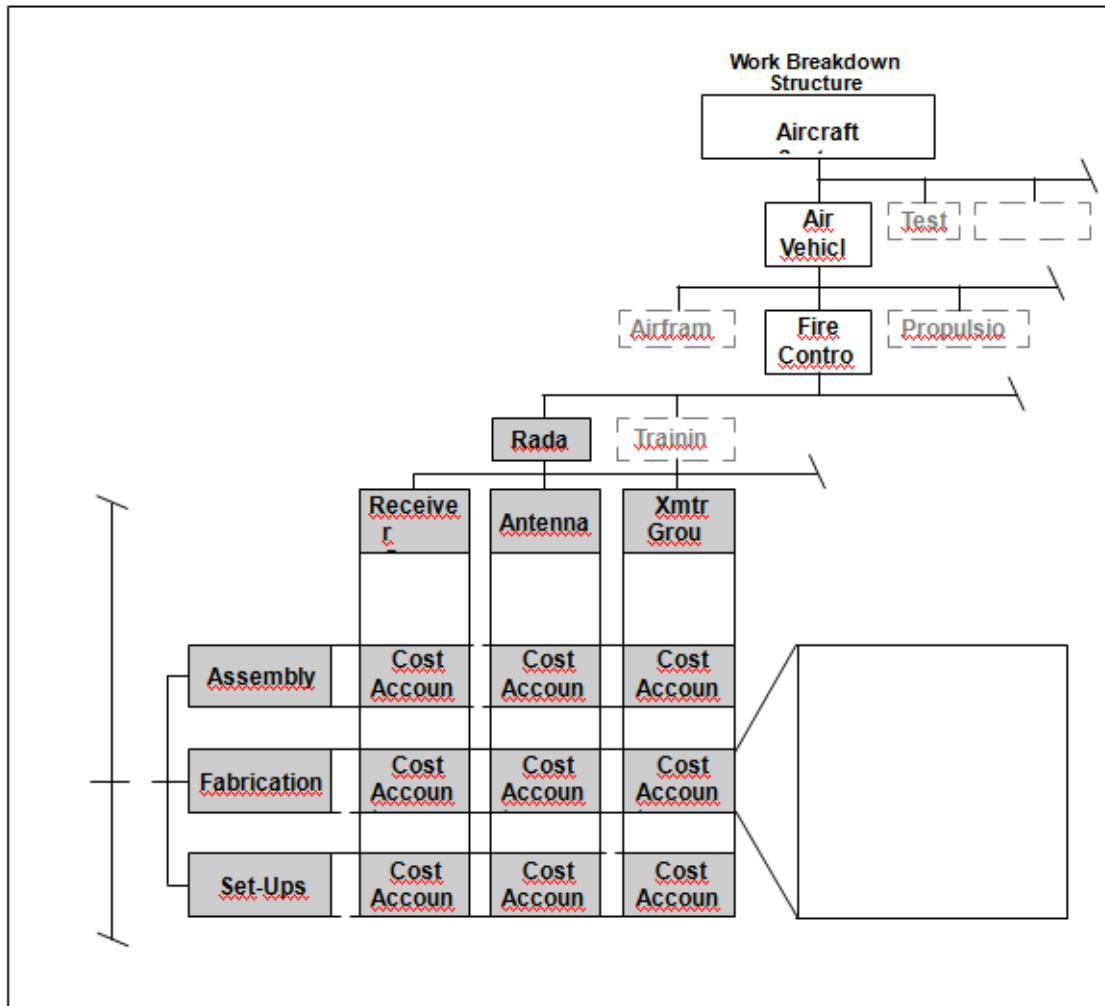 Work Breakdown
Structure
Aircraft
Air
Vehicl
Test
Airfram
Fire
Contro
Propulsio
Rada
Trainin
Receive
r
Antenna
Xmtr
Grou
Assembly
Cost
Accoun
Cost
Accoun
Cost
Accoun
Fabrication
Cost
Accoun
Cost
Accoun
Cost
Accoun
Set-Ups
Cost
Accoun
Cost
Accoun
Cost
Accoun